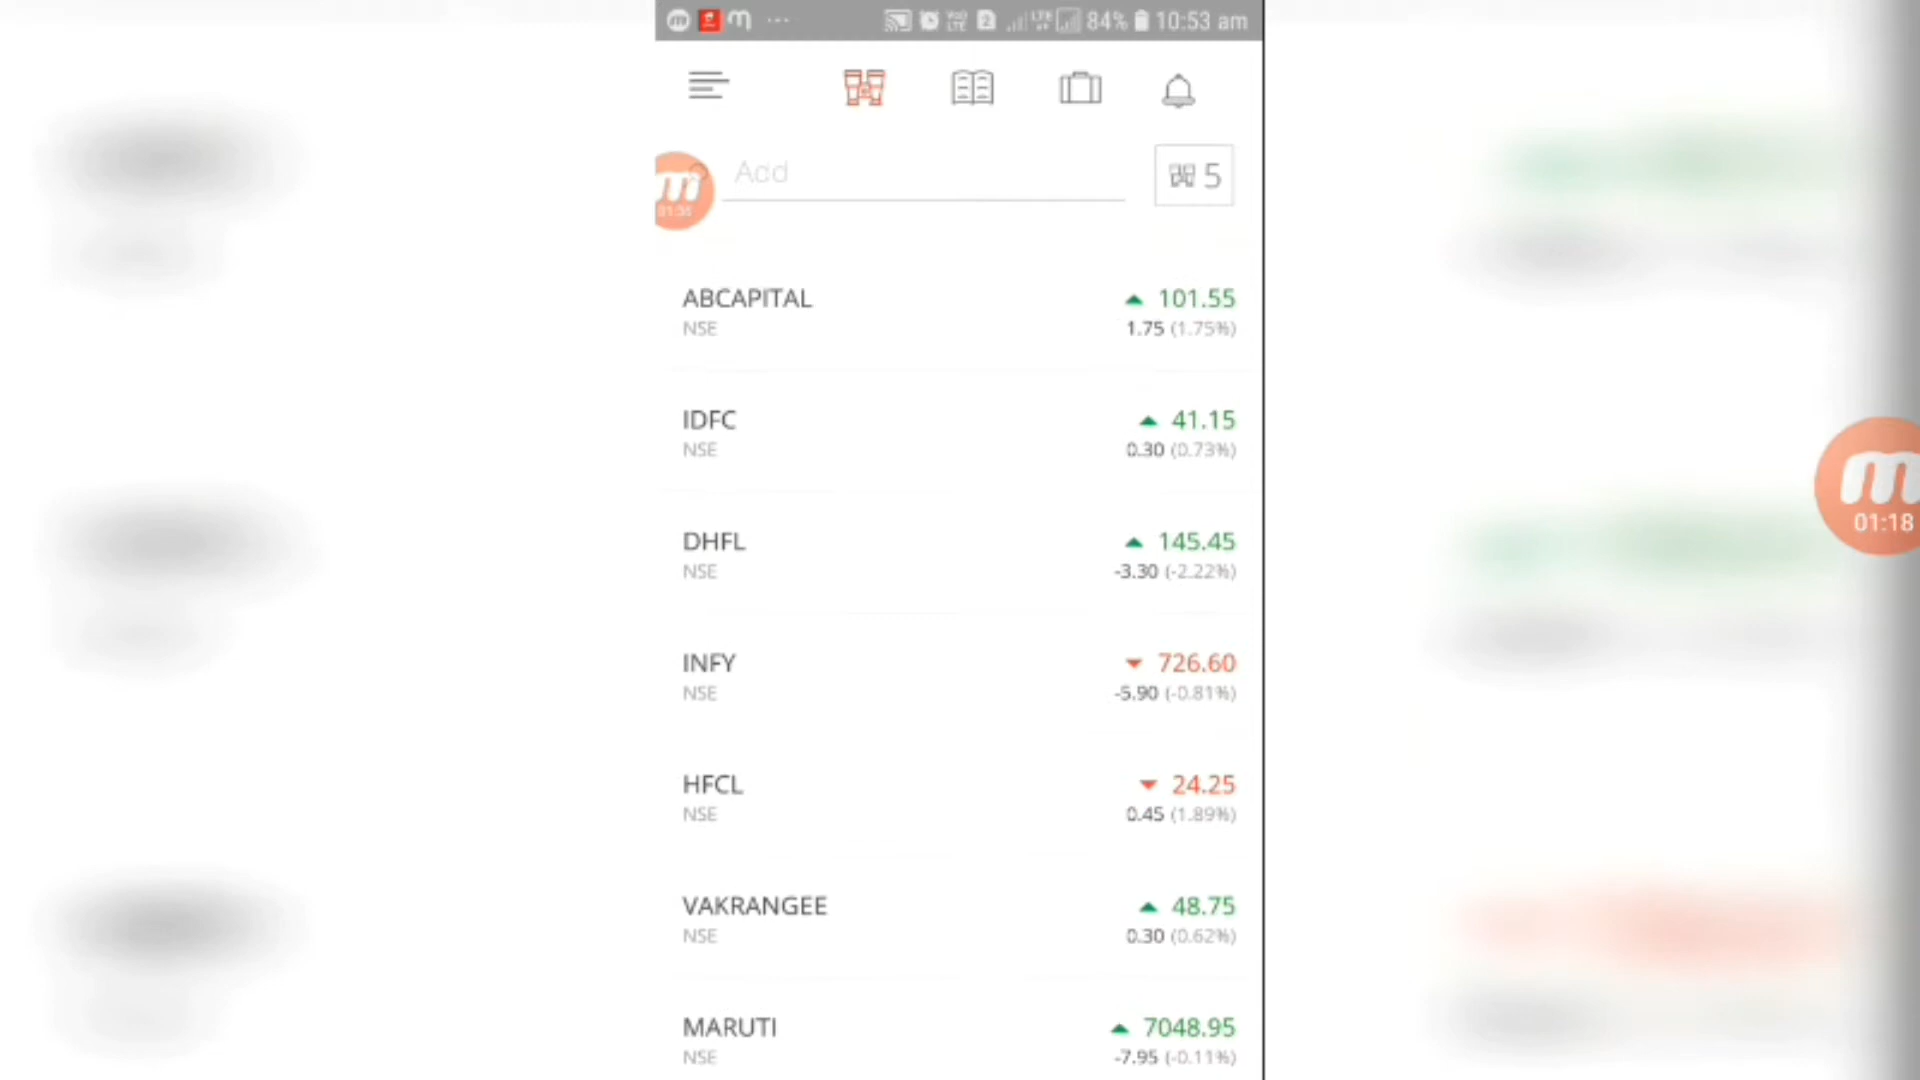 84% 10:53 am
Add
5
ABCAPITAL 101.55
NSE 1.75 (1.75%)
IDFC 41.15
NSE 0.30 (0.73%)
DHFL 145.45
NSE -3.30 (-2.22%)
INFY 726.60
NSE -5.90 (-0.81%)
HFCL 24.25
NSE 0.45 (1.89%)
01:18
VAKRANGEE 48.75
NSE 0.30 (0.62%)
MARUTI 7048.95
NSE -7.95 (-0.11%)